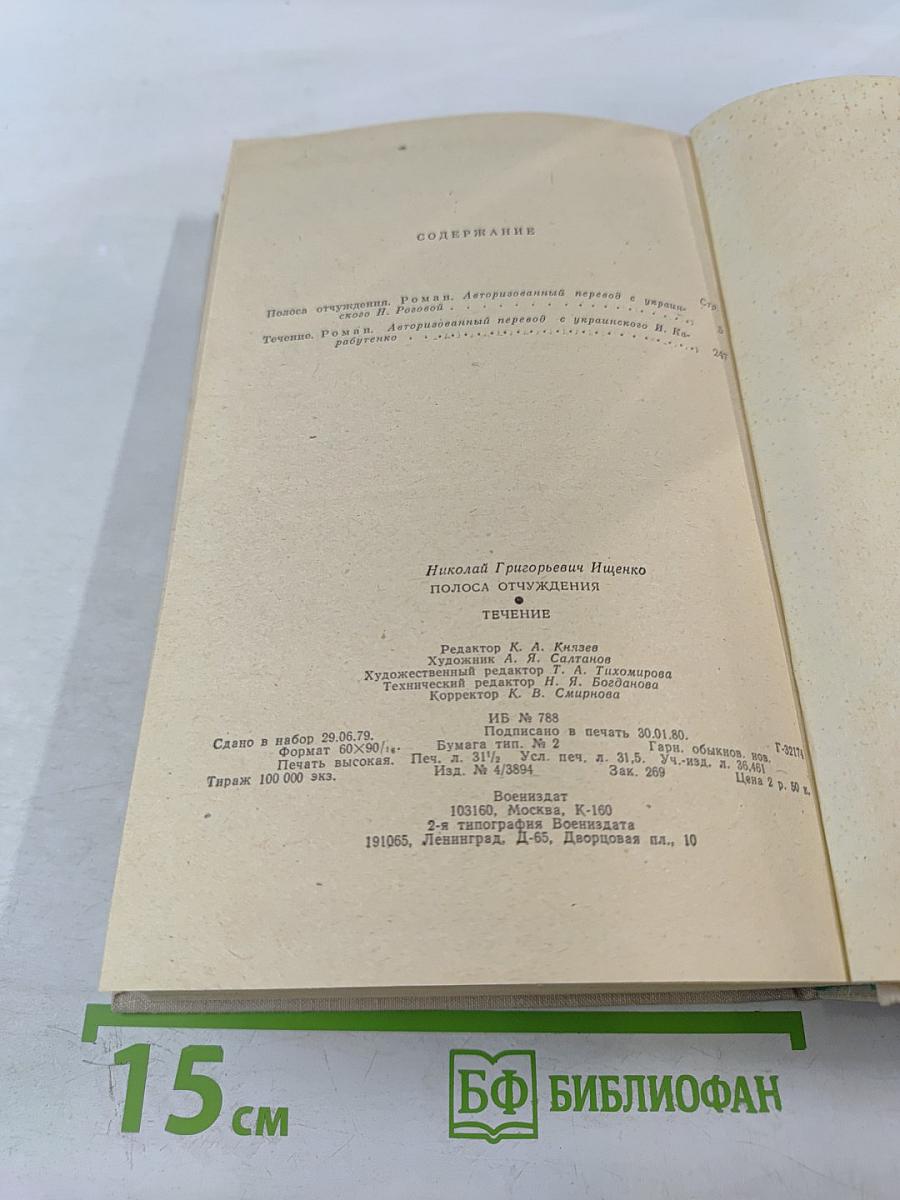 СОДЕРЖАНИЕ
Стр.
Полоса отчуждения. Роман. Авторизованный перевод с украин-
ского Н. Роговой . . . . . . . . . . . . . . . 5
Течение. Роман. Авторизованный перевод с украинского И. Ка-
рабутенко . . . . . . . . . . . . . . . . . . 247
Николай Григорьевич Ищенко
ПОЛОСА ОТЧУЖДЕНИЯ
●
ТЕЧЕНИЕ
Редактор К. А. Князев
Художник А. Я. Салтанов
Художественный редактор Т. А. Тихомирова
Технический редактор Н. Я. Богданова
Корректор К. В. Смирнова
ИБ № 788
Сдано в набор 29.06.79. Подписано в печать 30.01.80. Г-32174
Формат 60×90/16. Бумага тип. № 2 Гарн. обыкнов. нов.
Печать высокая. Печ. л. 31½ Усл. печ. л. 31,5. Уч.-изд. л. 36,461
Тираж 100 000 экз. Изд. № 4/3894 Зак. 269 Цена 2 р. 50 к.
Воениздат
103160, Москва, К-160
2-я типография Воениздата
191065, Ленинград, Д-65, Дворцовая пл., 10
15 см
БФ БИБЛИОФАН